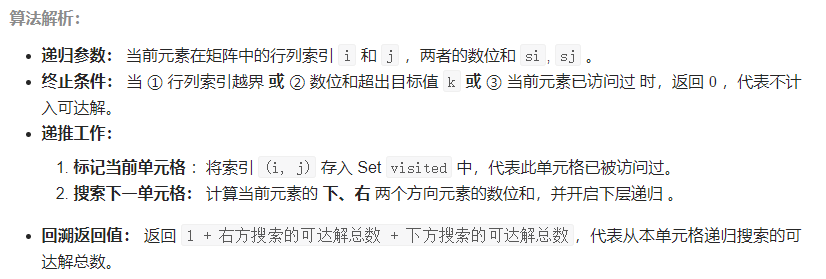 算法解析：
• 递归参数： 当前元素在矩阵中的行列索引 i 和 j ，两者的数位和 si, sj 。
• 终止条件： 当 ① 行列索引越界 或 ② 数位和超出目标值 k 或 ③ 当前元素已访问过 时，返回 0 ，代表不计
入可达解。
• 递推工作：
1. 标记当前单元格 ：将索引 (i, j) 存入 Set visited 中，代表此单元格已被访问过。
2. 搜索下一单元格： 计算当前元素的 下、右 两个方向元素的数位和，并开启下层递归 。
• 回溯返回值： 返回 1 + 右方搜索的可达解总数 + 下方搜索的可达解总数 ，代表从本单元格递归搜索的可
达解总数。